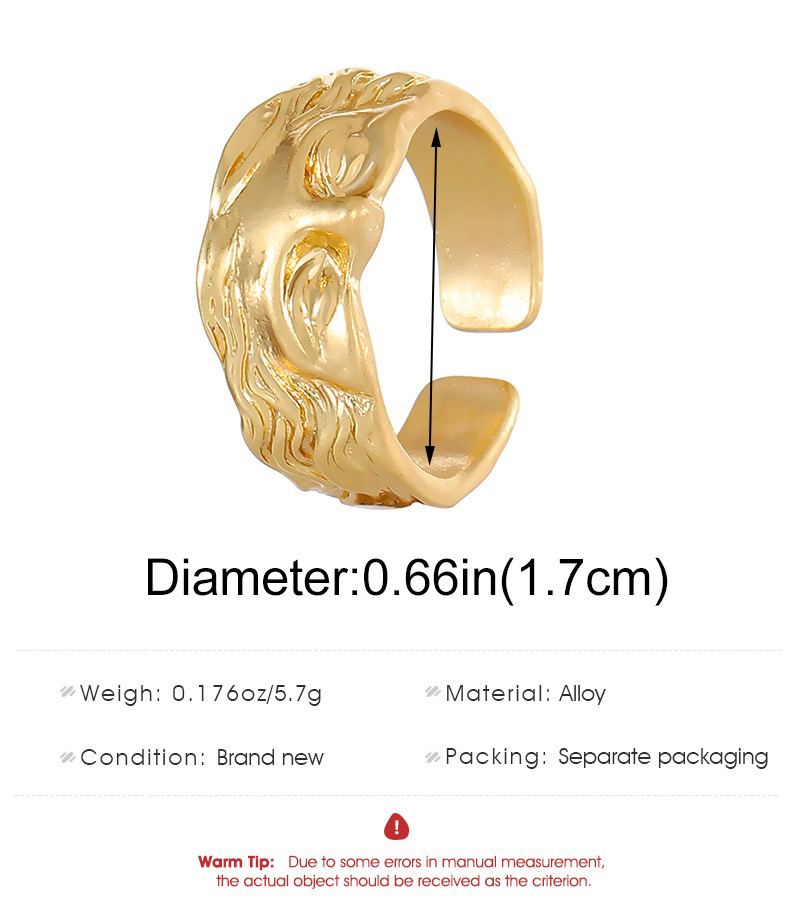 Diameter:0.66in(1.7cm)
Weigh: 0.176oz/5.7g
Material: Alloy
Condition: Brand new
Packing: Separate packaging
!
Warm Tip: Due to some errors in manual measurement,
the actual object should be received as the criterion.